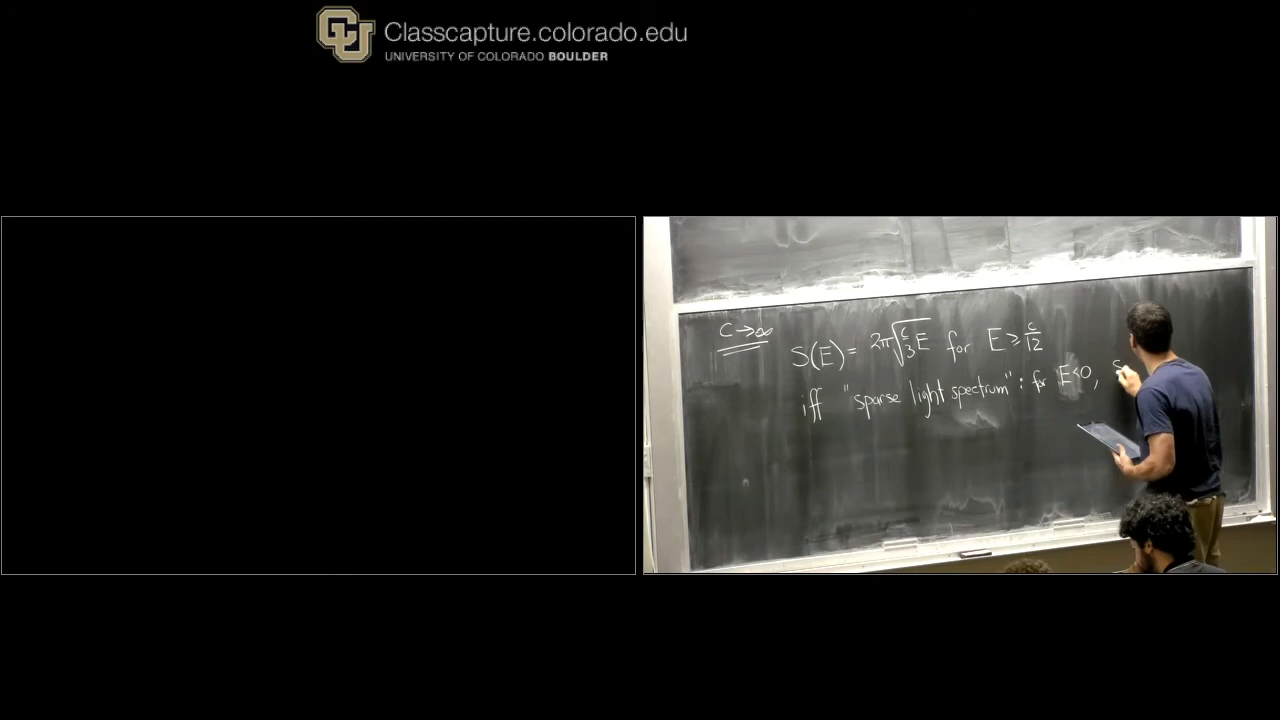 Classcapture.colorado.edu
UNIVERSITY OF COLORADO BOULDER
C→∞
S(E) = 2π√(c/3 E) for E ≥ c/12
iff "sparse light spectrum" : for E<0, S